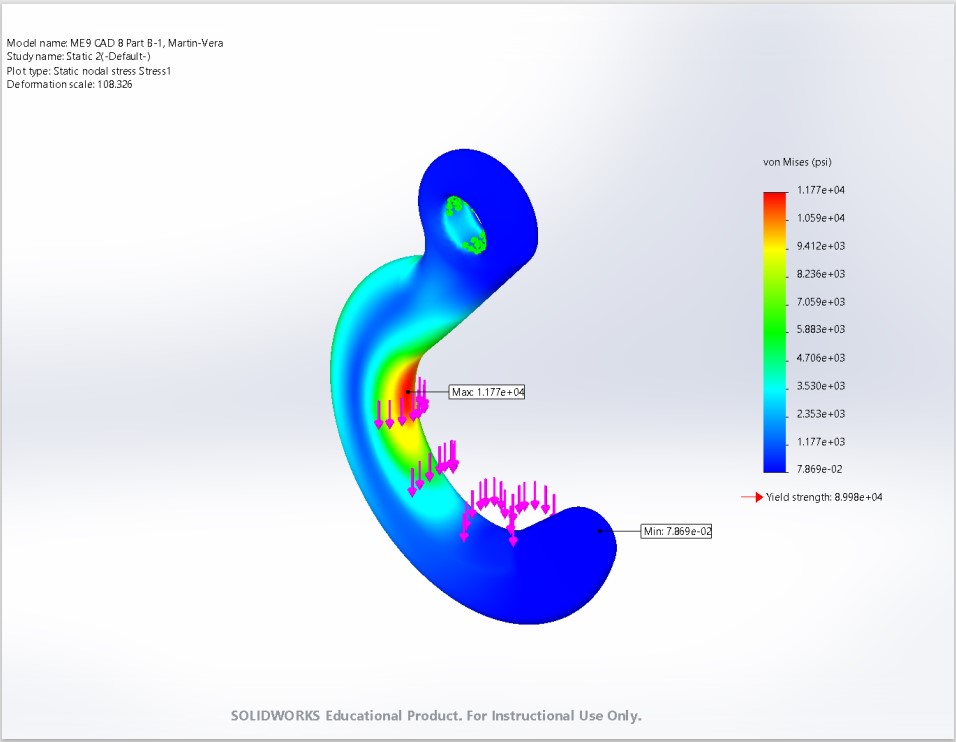 Model name: ME9 CAD 8 Part B-1, Martin-Vera
Study name: Static 2(-Default-)
Plot type: Static nodal stress Stress1
Deformation scale: 108.326
von Mises (psi)
1.177e+04
1.059e+04
9.412e+03
8.236e+03
7.059e+03
5.883e+03
4.706e+03
3.530e+03
2.353e+03
1.177e+03
7.869e-02
Yield strength: 8.998e+04
Max: 1.177e+04
Min: 7.869e-02
SOLIDWORKS Educational Product. For Instructional Use Only.